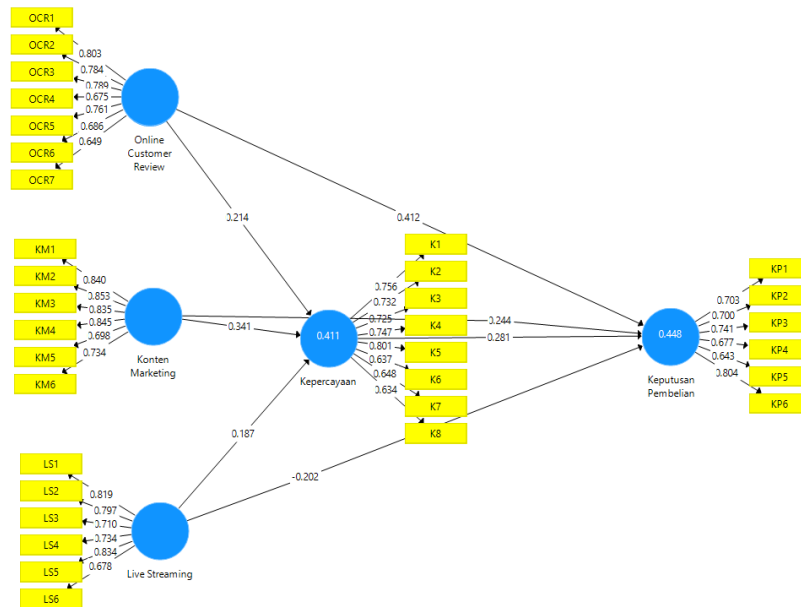 OCR1
OCR2
OCR3
OCR4
OCR5
OCR6
OCR7
0.803
0.784
0.789
0.675
0.761
0.686
0.649
Online
Customer
Review
0.214
0.412
KM1
KM2
KM3
KM4
KM5
KM6
0.840
0.853
0.835
0.845
0.698
0.734
Konten
Marketing
0.341
0.244
0.281
0.411
Kepercayaan
K1
K2
K3
K4
K5
K6
K7
K8
0.756
0.732
0.725
0.747
0.801
0.637
0.648
0.634
0.448
Keputusan
Pembelian
KP1
KP2
KP3
KP4
KP5
KP6
0.703
0.700
0.741
0.677
0.643
0.804
0.187
-0.202
LS1
LS2
LS3
LS4
LS5
LS6
0.819
0.797
0.710
0.734
0.834
0.678
Live Streaming